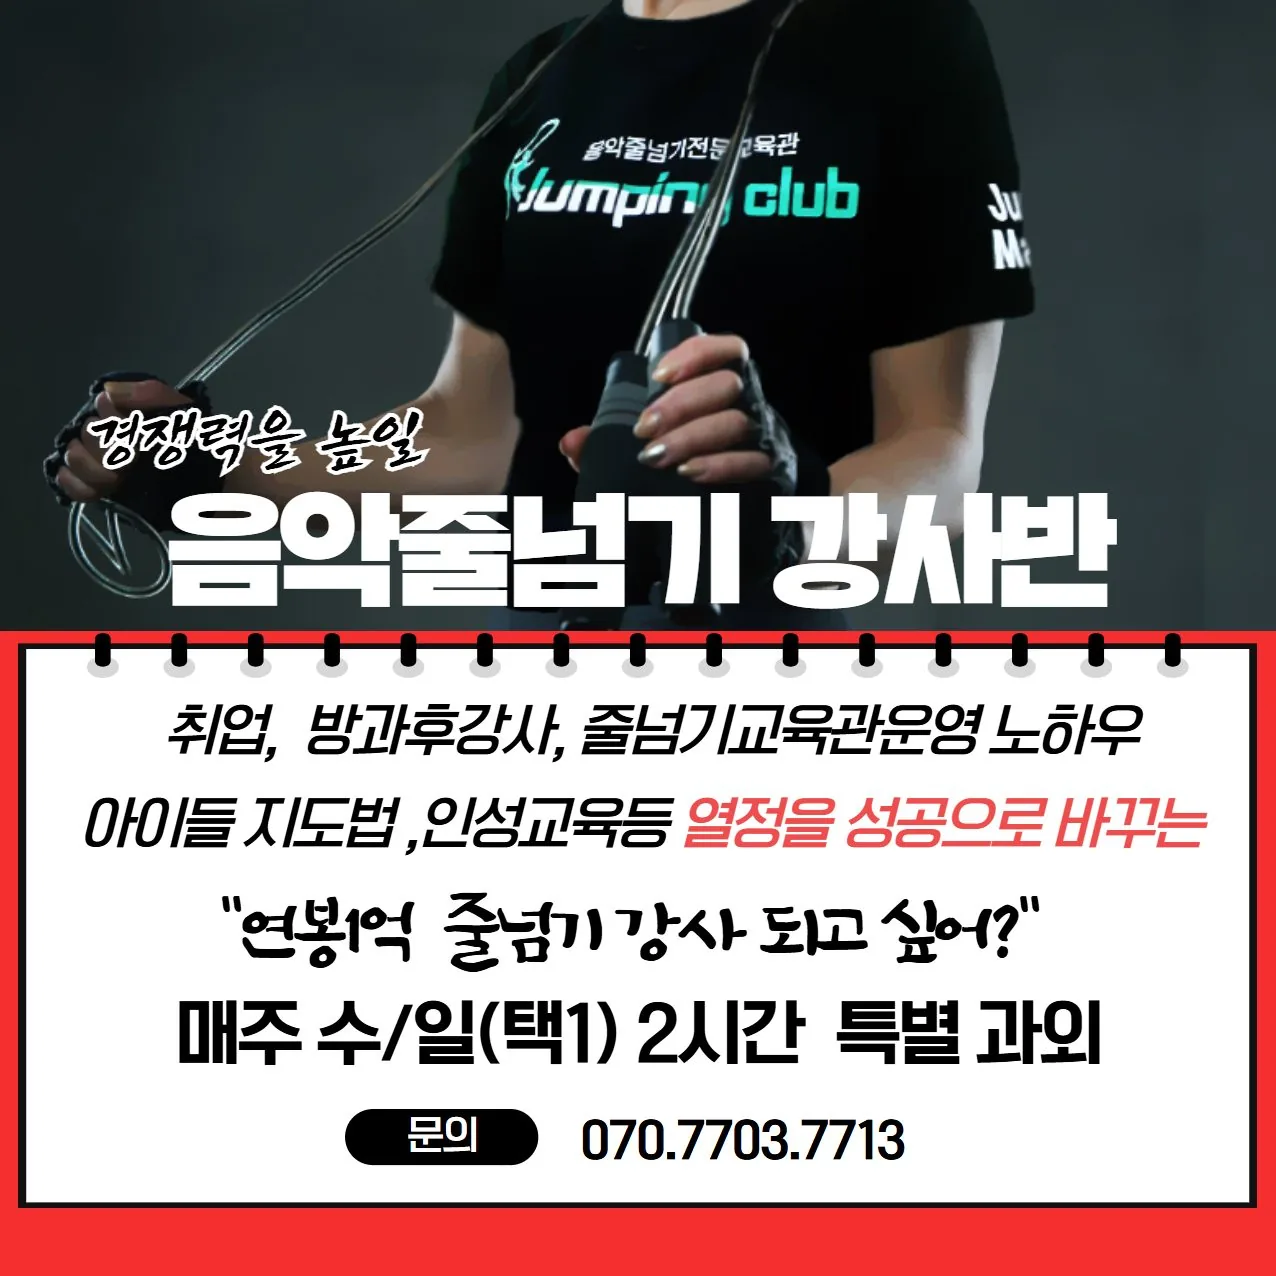 음악줄넘기전문교육관
Jumping club
Ju
Ma
경쟁력을 높일
음악줄넘기 강사반
취업, 방과후강사, 줄넘기교육관운영 노하우
아이들 지도법 ,인성교육등 열정을 성공으로 바꾸는
"연봉1억 줄넘기 강사 되고 싶어?"
매주 수/일(택1) 2시간 특별 과외
문의 070.7703.7713